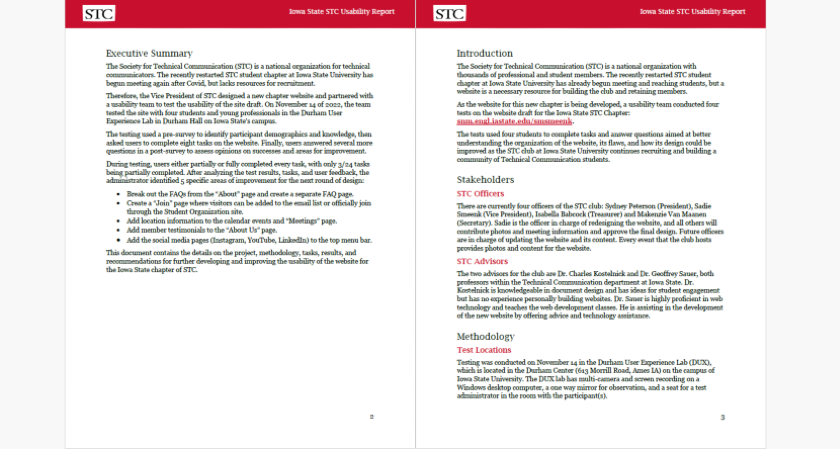 STC
Iowa State STC Usability Report
Executive Summary
The Society for Technical Communication (STC) is a national organization for technical
communicators. The recently restarted STC student chapter at Iowa State University has
begun meeting again after Covid, but lacks resources for recruitment.
Therefore, the Vice President of STC designed a new chapter website and partnered with
a usability team to test the usability of the site draft. On November 14 of 2022, the team
tested the site with four students and young professionals in the Durham User
Experience Lab in Durham Hall on Iowa State's campus.
The testing used a pre-survey to identify participant demographics and knowledge, then
asked users to complete eight tasks on the website. Finally, users answered several more
questions in a post-survey to assess opinions on successes and areas for improvement.
During testing, users either partially or fully completed every task, with only 3/24 tasks
being partially completed. After analyzing the test results, tasks, and user feedback, the
administrator identified 5 specific areas of improvement for the next round of design:
• Break out the FAQs from the "About" page and create a separate FAQ page.
• Create a "Join" page where visitors can be added to the email list or officially join
through the Student Organization site.
• Add location information to the calendar events and "Meetings" page.
• Add member testimonials to the "About Us" page.
• Add the social media pages (Instagram, YouTube, LinkedIn) to the top menu bar.
This document contains the details on the project, methodology, tasks, results, and
recommendations for further developing and improving the usability of the website for
the Iowa State chapter of STC.
2
STC
Iowa State STC Usability Report
Introduction
The Society for Technical Communication (STC) is a national organization with
thousands of professional and student members. The recently restarted STC student
chapter at Iowa State University has already begun meeting and reaching students, but a
website is a necessary resource for building the club and retaining members.
As the website for this new chapter is being developed, a usability team conducted four
tests on the website draft for the Iowa State STC Chapter:
smm.engl.iastate.edu/smsmeenk.
The tests used four students to complete tasks and answer questions aimed at better
understanding the organization of the website, its flaws, and how its design could be
improved as the STC club at Iowa State University continues recruiting and building a
community of Technical Communication students.
Stakeholders
STC Officers
There are currently four officers of the STC club: Sydney Peterson (President), Sadie
Smeenk (Vice President), Isabella Babcock (Treasurer) and Makenzie Van Maanen
(Secretary). Sadie is the officer in charge of redesigning the website, and all others will
contribute photos and meeting information and approve the final design. Future officers
are in charge of updating the website and its content. Every event that the club hosts
provides photos and content for the website.
STC Advisors
The two advisors for the club are Dr. Charles Kostelnick and Dr. Geoffrey Sauer, both
professors within the Technical Communication department at Iowa State. Dr.
Kostelnick is knowledgeable in document design and has ideas for student engagement
but has no experience personally building websites. Dr. Sauer is highly proficient in web
technology and teaches the web development classes. He is assisting in the development
of the new website by offering advice and technology assistance.
Methodology
Test Locations
Testing was conducted on November 14 in the Durham User Experience Lab (DUX),
which is located in the Durham Center (613 Morrill Road, Ames IA) on the campus of
Iowa State University. The DUX lab has multi-camera and screen recording on a
Windows desktop computer, a one way mirror for observation, and a seat for a test
administrator in the room with the participant(s).
3